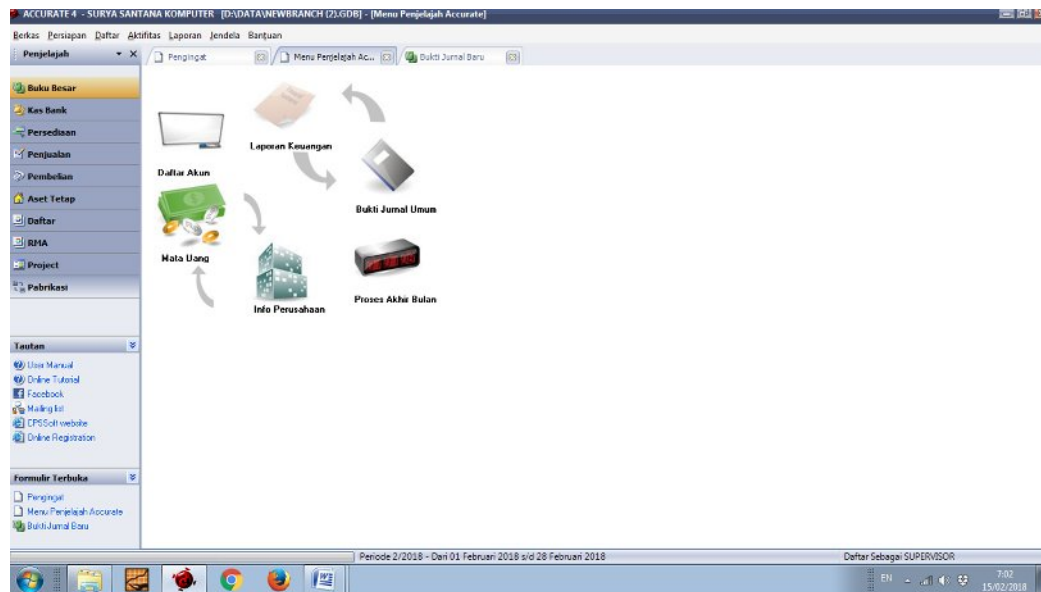 ACCURATE 4 - SURYA SANTANA KOMPUTER [D:\DATA\NEWBRANCH (2).GDB] - [Menu Penjelajah Accurate]
Berkas Persiapan Daftar Aktifitas Laporan Jendela Bantuan
Penjelajah
Pengingat
Menu Penjelajah Ac...
Bukti Jurnal Baru
Buku Besar
Kas Bank
Persediaan
Penjualan
Pembelian
Aset Tetap
Daftar
RMA
Project
Pabrikasi
Laporan Keuangan
Daftar Akun
Bukti Jurnal Umum
Mata Uang
Info Perusahaan
Proses Akhir Bulan
Tautan
User Manual
Online Tutorial
Facebook
Mailing list
CPSSoft website
Online Registration
Formulir Terbuka
Pengingat
Menu Penjelajah Accurate
Bukti Jurnal Baru
Periode 2/2018 - Dari 01 Februari 2018 s/d 28 Februari 2018
Daftar Sebagai SUPERVISOR
EN
7:02
15/02/2018